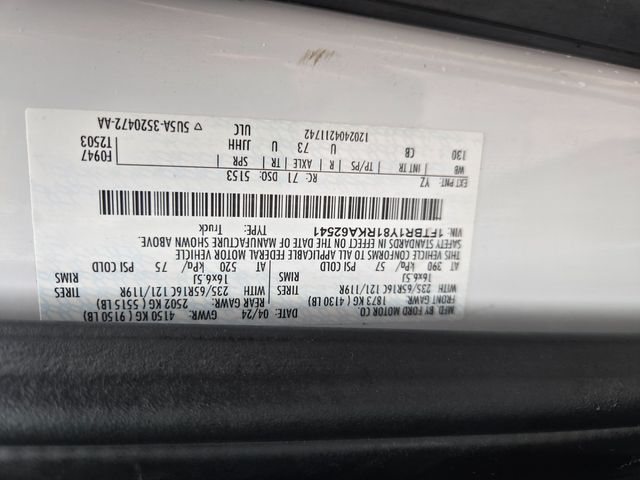 MFD. BY FORD MOTOR CO.
DATE: 04/24 GVWR: 4150 KG ( 9150 LB)
FRONT GAWR: 1873 KG ( 4130 LB) REAR GAWR: 2502 KG ( 5515 LB)
WITH 235/65R16C 121/119R TIRES WITH 235/65R16C 121/119R TIRES
16x6.5J RIMS 16x6.5J RIMS
AT 390 kPa/ 57 PSI COLD AT 520 kPa/ 75 PSI COLD
THIS VEHICLE CONFORMS TO ALL APPLICABLE FEDERAL MOTOR VEHICLE
SAFETY STANDARDS IN EFFECT ON THE DATE OF MANUFACTURE SHOWN ABOVE.
VIN: 1FTBR1Y81RKA62541
TYPE: Truck
EXT PNT: YZ RC: 71 DSO: 5153
WB INT TR TP/PS R AXLE TR SPR F0947
130 CB U 73 U JJHH T2503
120240421 1742 ULC
▽ 5U5A-3520472-AA